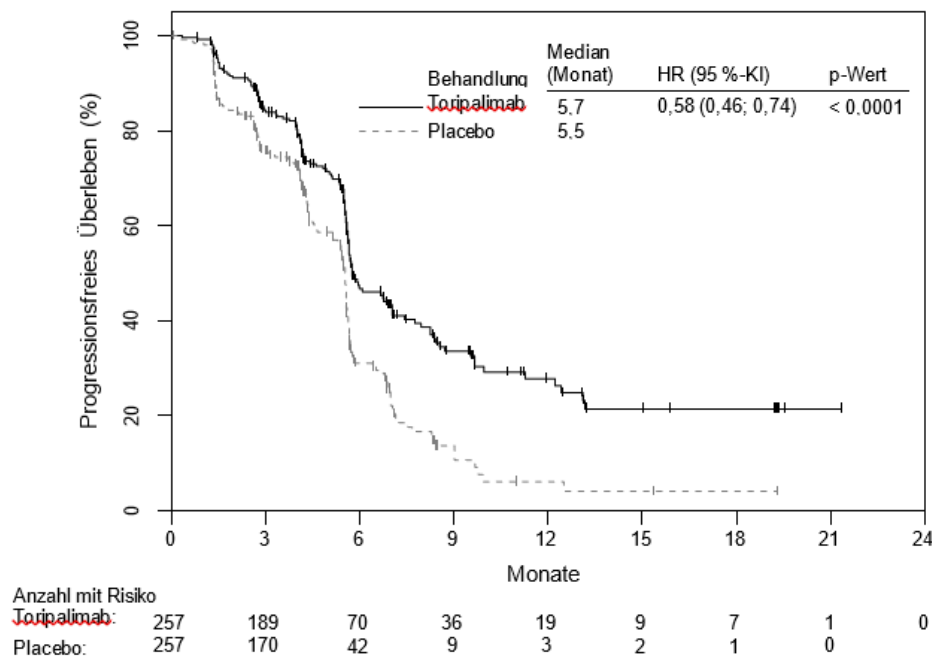 Progressionsfreies Überleben (%)
100
80
60
40
20
0
Median
Behandlung (Monat) HR (95 %-KI) p-Wert
Toripalimab 5,7 0,58 (0,46; 0,74) < 0,0001
Placebo 5,5
0 3 6 9 12 15 18 21 24
Monate
Anzahl mit Risiko
Toripalimab: 257 189 70 36 19 9 7 1 0
Placebo: 257 170 42 9 3 2 1 0